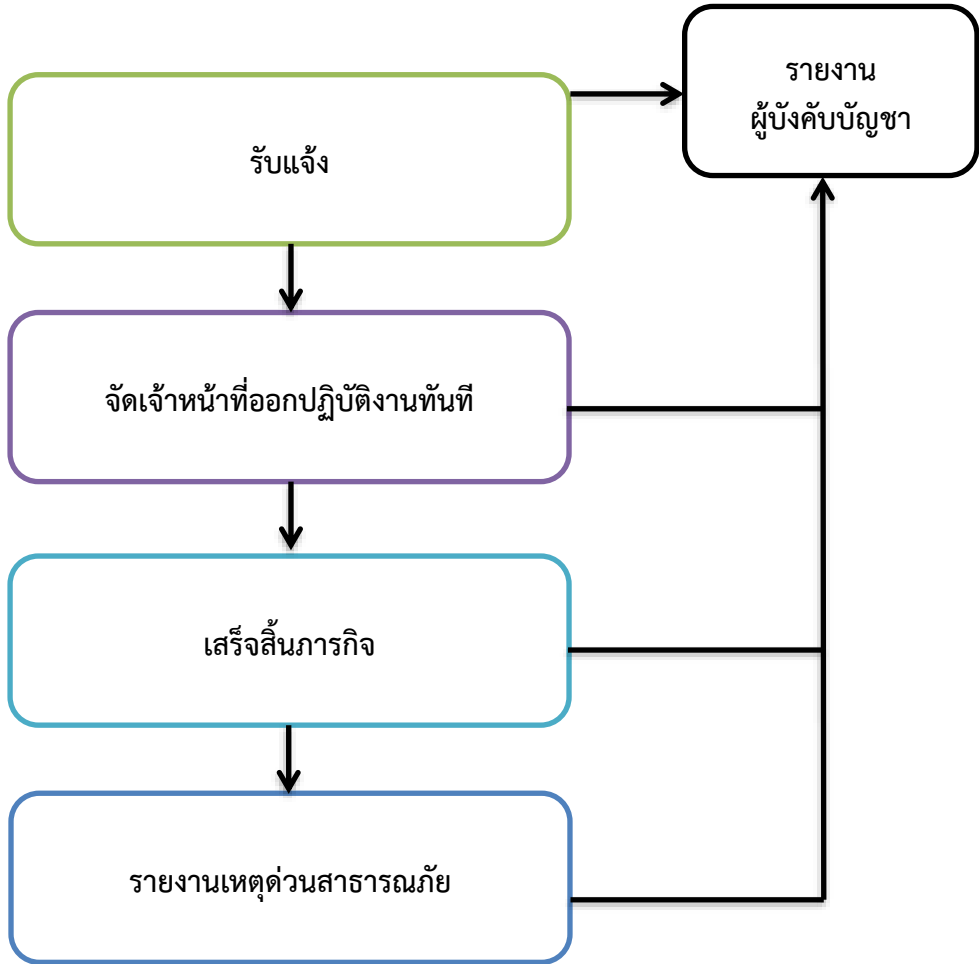 รายงาน
ผู้บังคับบัญชา
รับแจ้ง
จัดเจ้าหน้าที่ออกปฏิบัติงานทันที
เสร็จสิ้นภารกิจ
รายงานเหตุด่วนสาธารณภัย